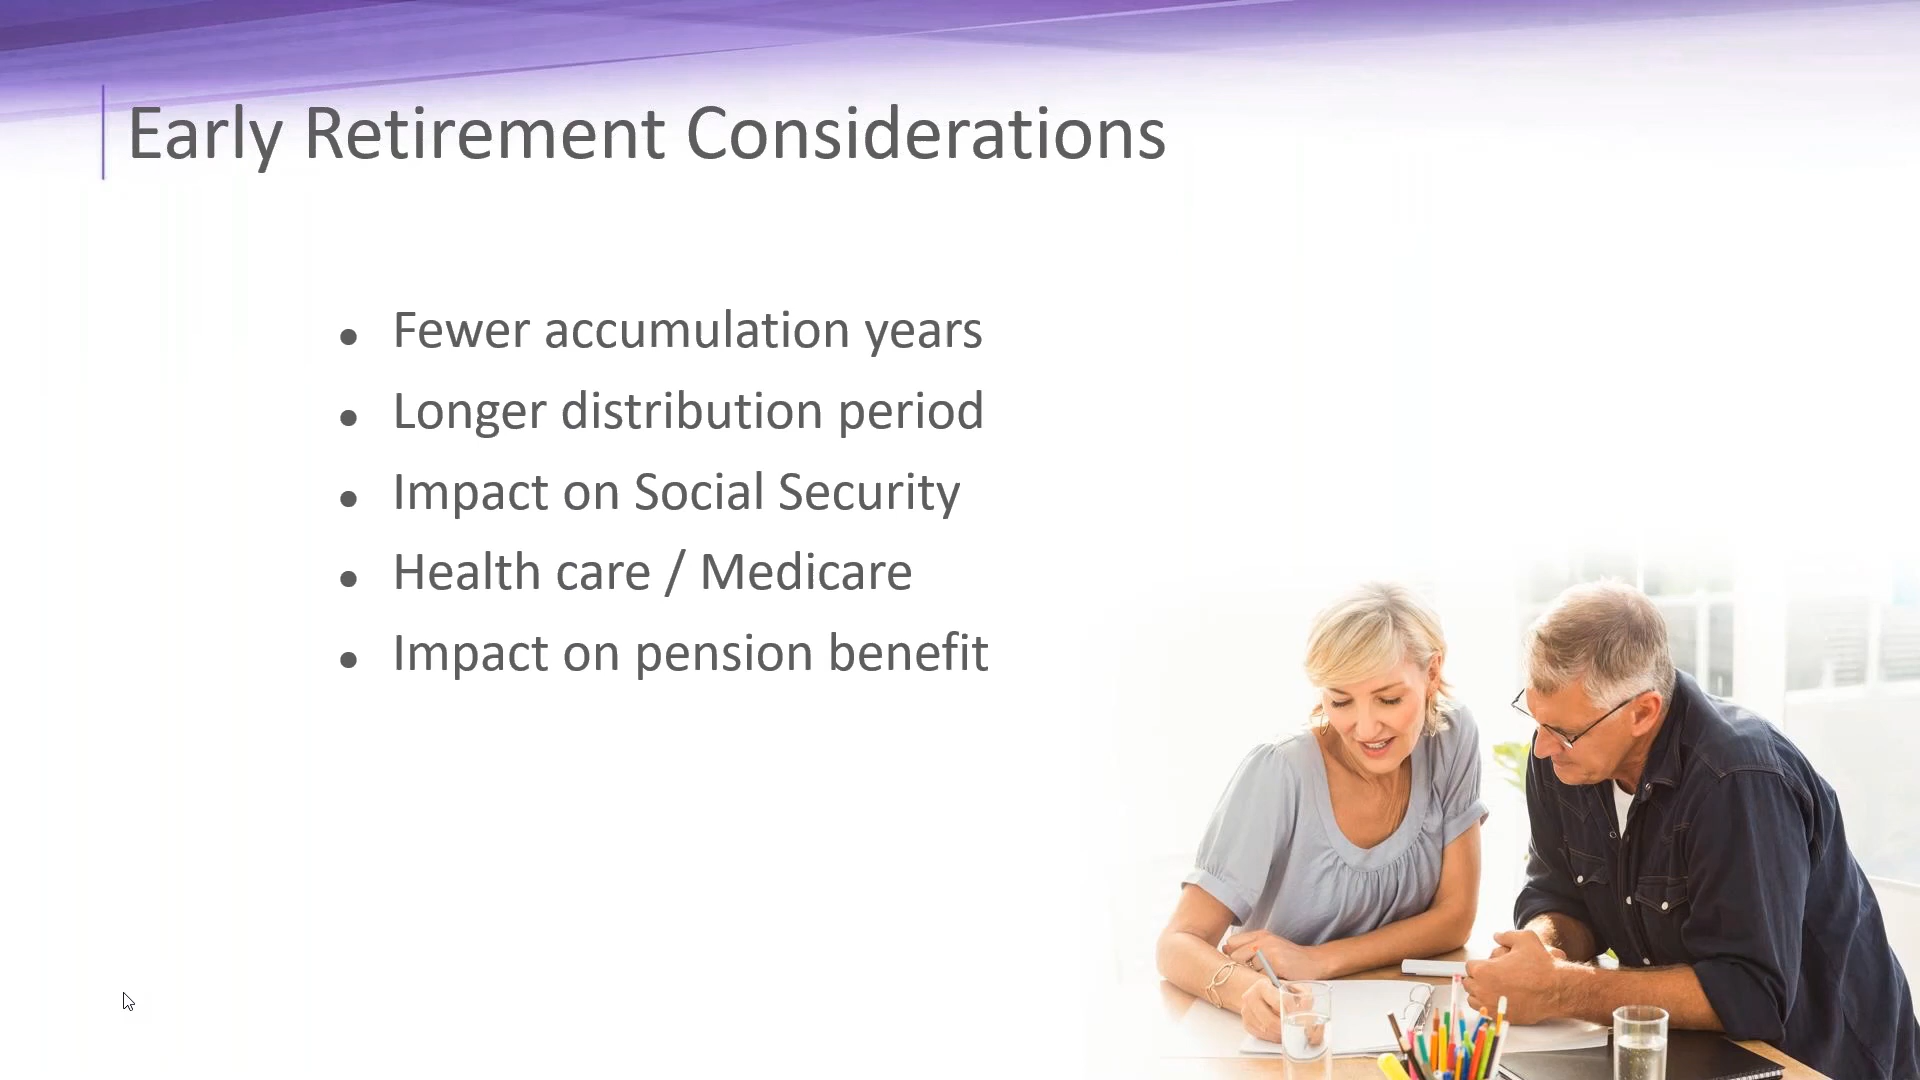 Early Retirement Considerations
• Fewer accumulation years
• Longer distribution period
• Impact on Social Security
• Health care / Medicare
• Impact on pension benefit